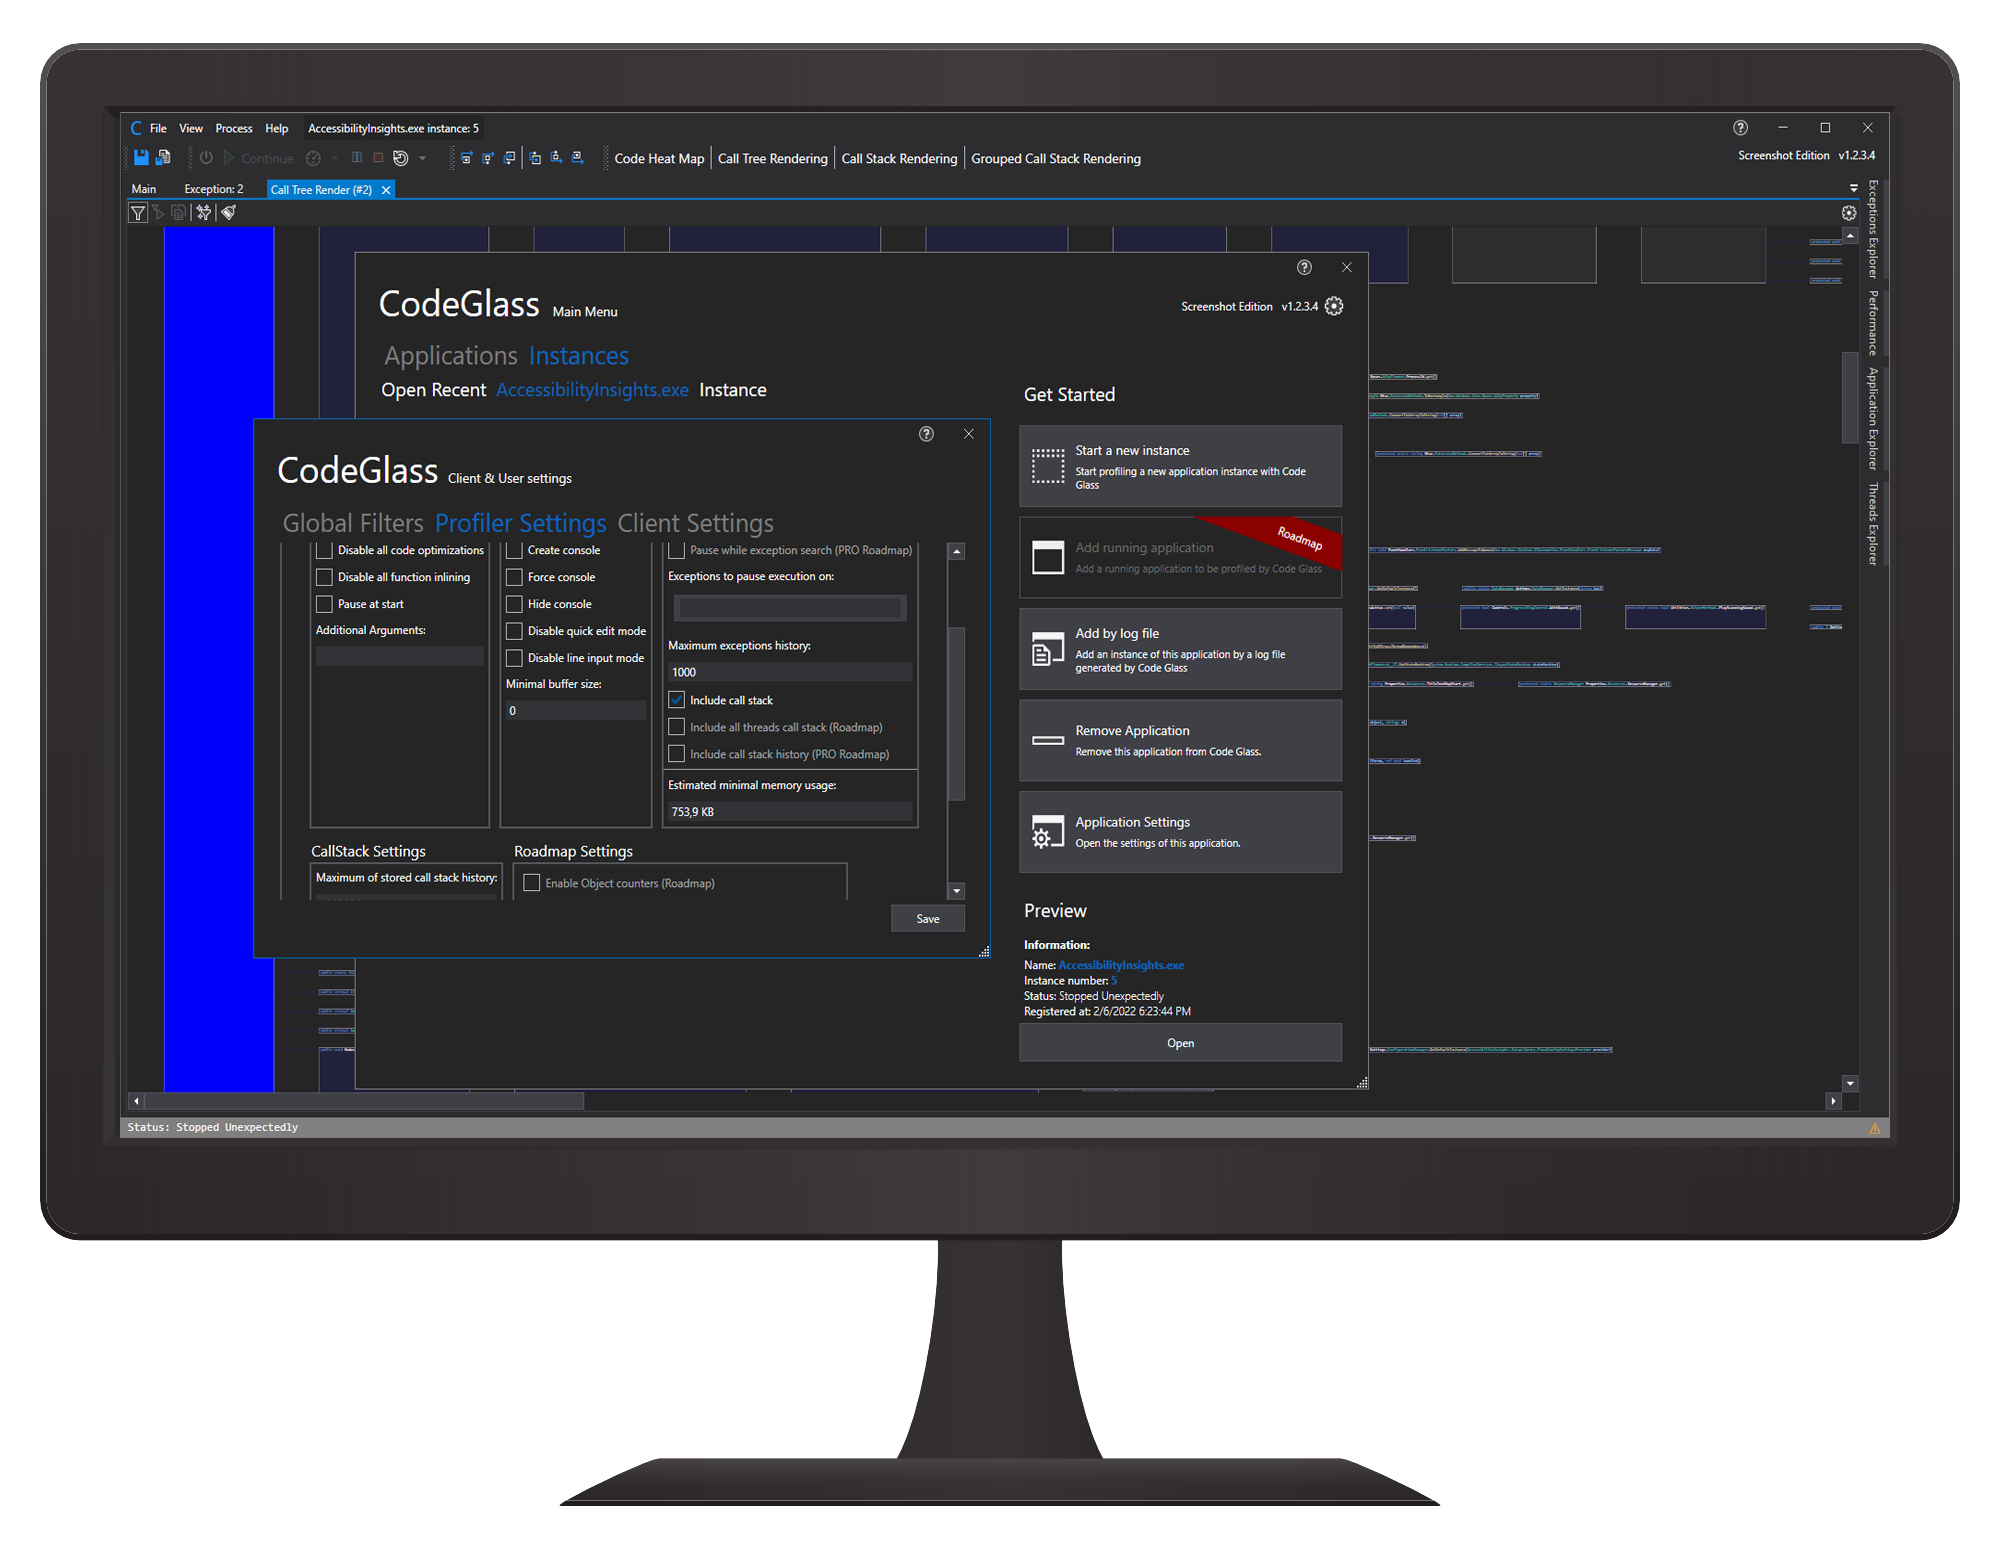 C File View Process Help AccessibilityInsights.exe instance: 5
Continue
Code Heat Map Call Tree Rendering Call Stack Rendering Grouped Call Stack Rendering
Screenshot Edition v1.2.3.4
Main Exception: 2 Call Tree Render (#2)
Exceptions Explorer
Performance
Application Explorer
Threads Explorer
CodeGlass Main Menu
Screenshot Edition v1.2.3.4
Applications Instances
Open Recent AccessibilityInsights.exe Instance
Get Started
Start a new instance
Start profiling a new application instance with Code
Glass
Add running application
Add a running application to be profiled by Code Glass
Roadmap
Add by log file
Add an instance of this application by a log file
generated by Code Glass
Remove Application
Remove this application from Code Glass.
Application Settings
Open the settings of this application.
Preview
Information:
Name: AccessibilityInsights.exe
Instance number: 5
Status: Stopped Unexpectedly
Registered at: 2/6/2022 6:23:44 PM
Open
CodeGlass Client & User settings
Global Filters Profiler Settings Client Settings
Disable all code optimizations
Disable all function inlining
Pause at start
Additional Arguments:
Create console
Force console
Hide console
Disable quick edit mode
Disable line input mode
Minimal buffer size:
0
Pause while exception search (PRO Roadmap)
Exceptions to pause execution on:
Maximum exceptions history:
1000
Include call stack
Include all threads call stack (Roadmap)
Include call stack history (PRO Roadmap)
Estimated minimal memory usage:
753,9 KB
CallStack Settings
Maximum of stored call stack history:
Roadmap Settings
Enable Object counters (Roadmap)
Save
Status: Stopped Unexpectedly